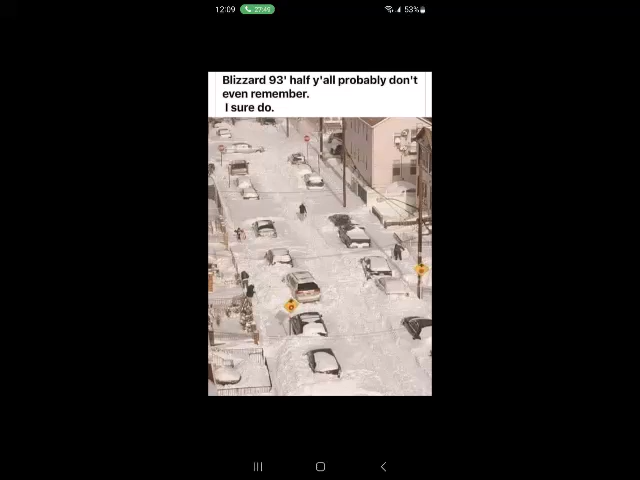 12:09
27:49
53%
Blizzard 93' half y'all probably don't
even remember.
I sure do.